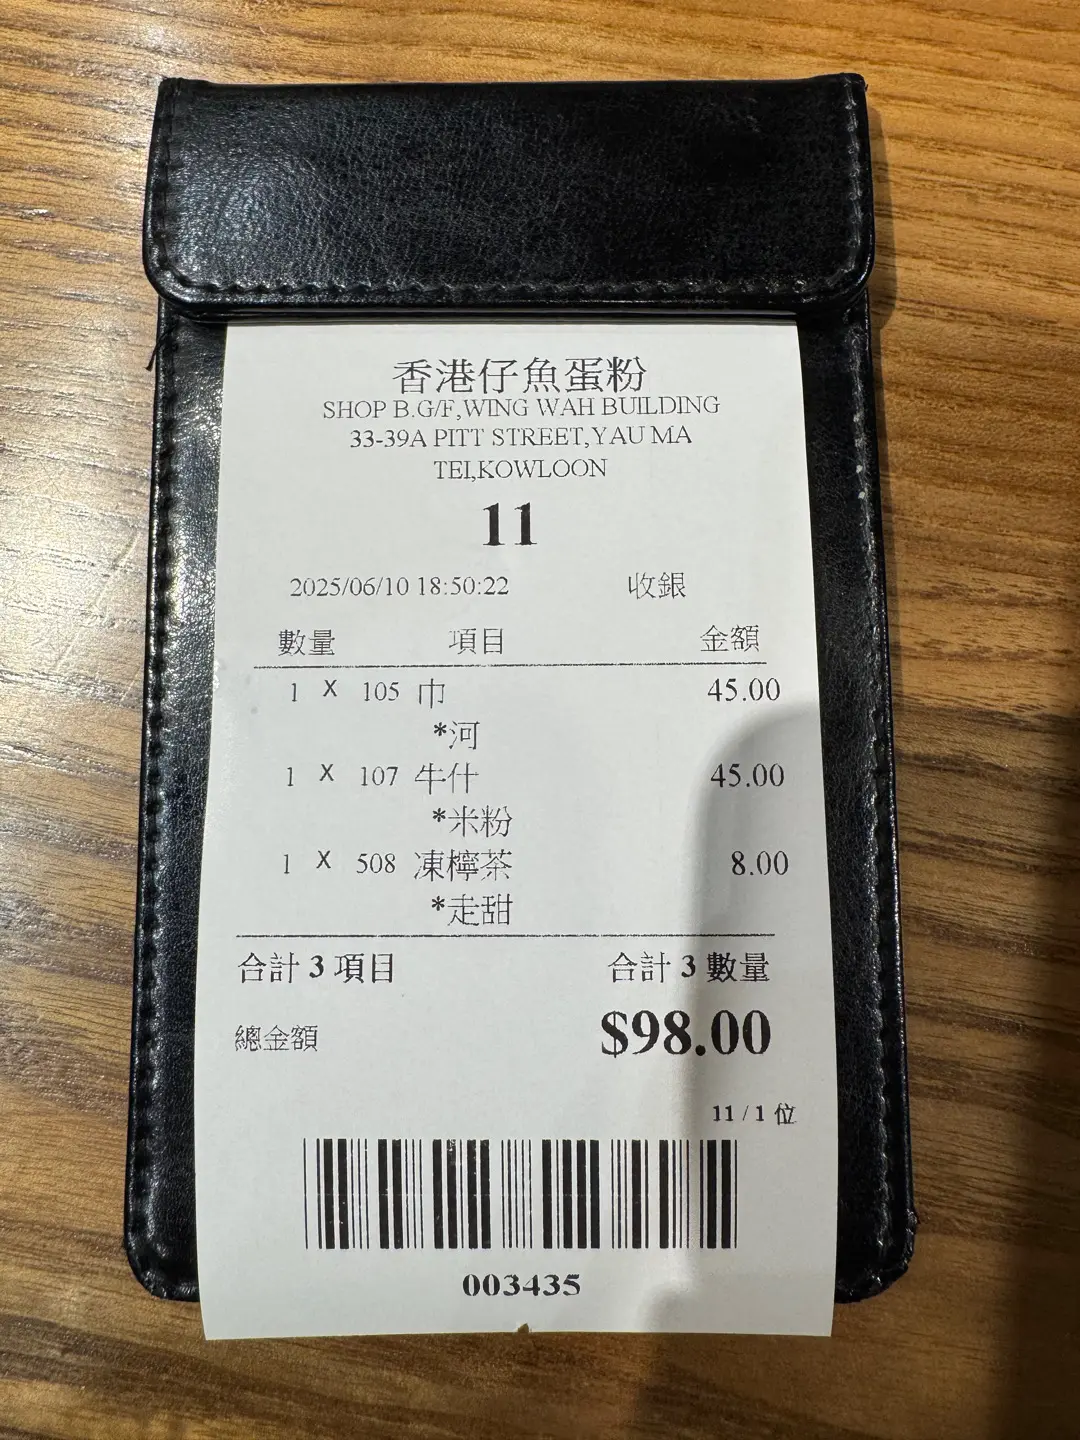 香港仔魚蛋粉
SHOP B.G/F,WING WAH BUILDING
33-39A PITT STREET,YAU MA
TEI,KOWLOON
11
2025/06/10 18:50:22 收銀
數量 項目 金額
1 X 105 巾 45.00
*河
1 X 107 牛什 45.00
*米粉
1 X 508 凍檸茶 8.00
*走甜
合計 3 項目 合計 3 數量
總金額 $98.00
11 / 1 位
003435